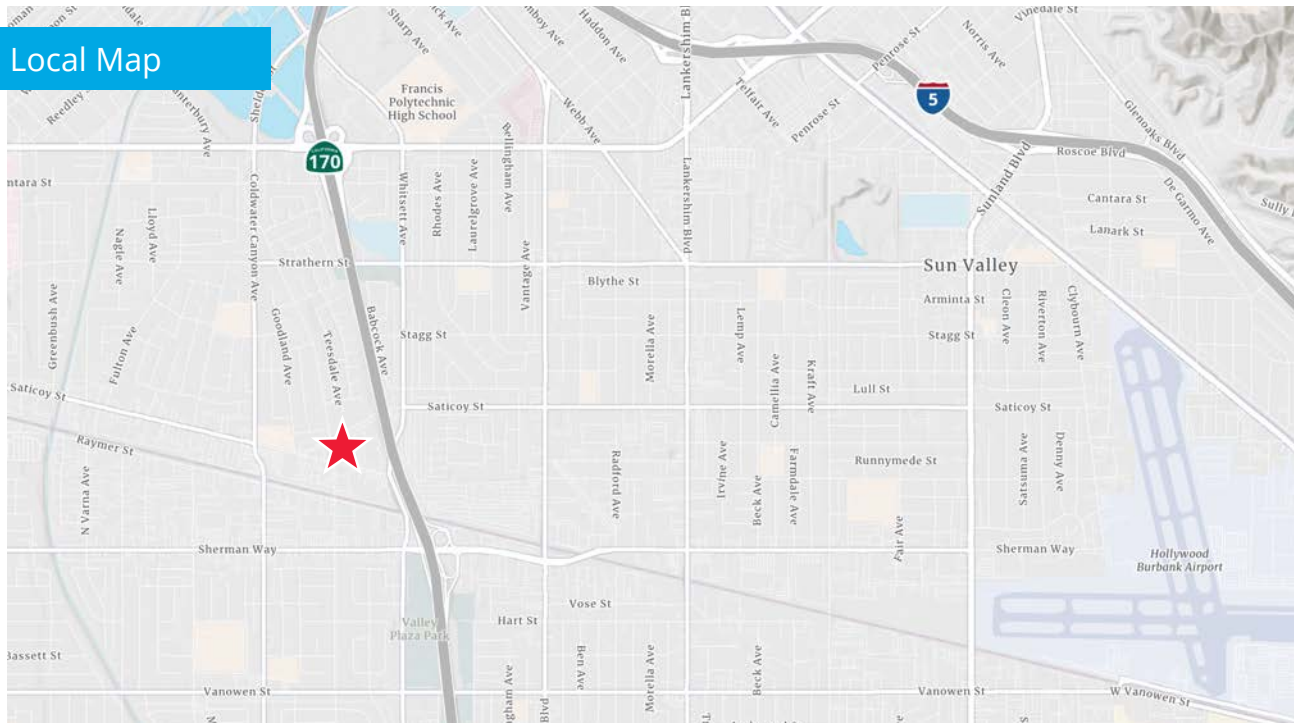 Local Map
Vinedale St
Sharp Ave
Haddon Ave
Norris Ave
Penrose St
Lankershim B
Francis
Polytechnic
High School
Reedley
Canterbury Ave
Webb Ave
Telfair Ave
Penrose St
5
Glenoaks Blvd
CALIFORNIA
170
Bellingham Ave
Roscoe Blvd
Sunland Blvd
De Garmo Ave
ntara St
Coldwater Canyon Ave
Whitsett Ave
Rhodes Ave
Laurelgrove Ave
Lankershim Blvd
Cantara St
Sully
Lloyd Ave
Nagle Ave
Lanark St
Strathern St
Vantage Ave
Blythe St
Sun Valley
Greenbush Ave
Fulton Ave
Goodland Ave
Teesdale Ave
Babcock Ave
Stagg St
Morella Ave
Lemp Ave
Camellia Ave
Kraft Ave
Arminta St
Stagg St
Cleon Ave
Riverton Ave
Clybourn Ave
Saticoy St
Saticoy St
Lull St
Saticoy St
Raymer St
N Varna Ave
Radford Ave
Irvine Ave
Beck Ave
Farmdale Ave
Runnymede St
Satsuma Ave
Denny Ave
Fair Ave
Sherman Way
Sherman Way
Hollywood
Burbank Airport
Vose St
Valley
Plaza Park
Hart St
Bassett St
Ben Ave
Morella Ave
Beck Ave
Vanowen St
Vanowen St
W Vanowen St
gham Ave
Blvd